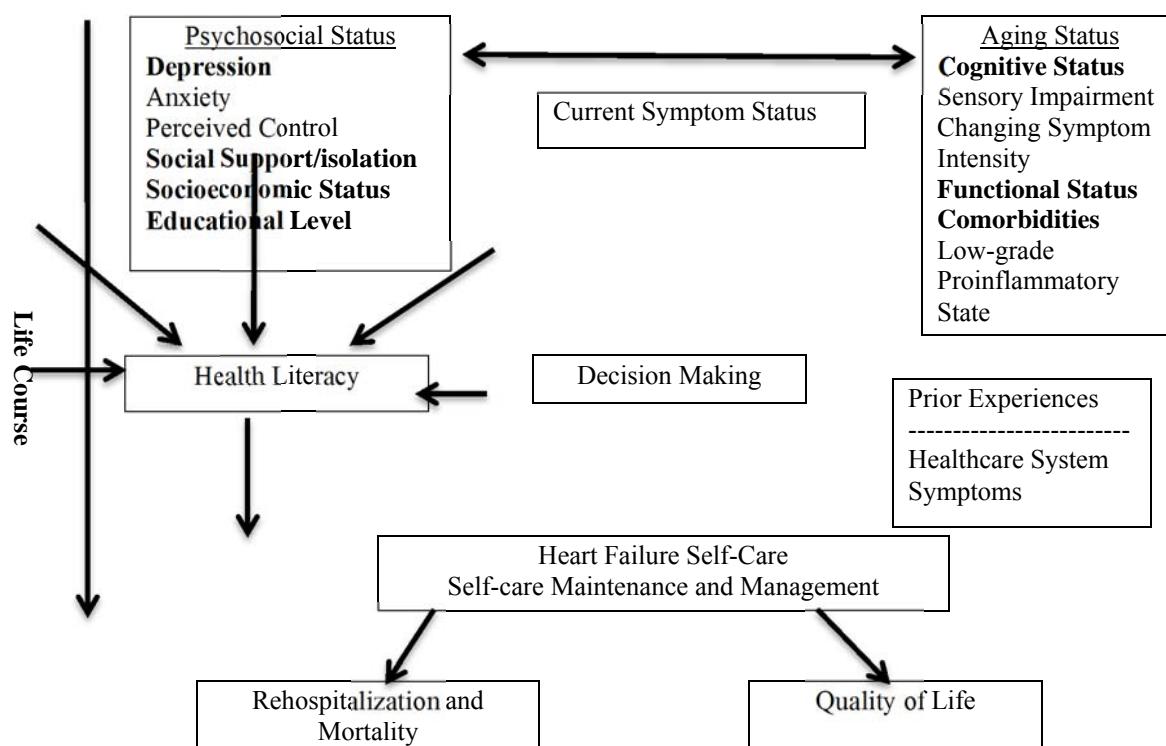 Psychosocial Status
Depression
Anxiety
Perceived Control
Social Support/isolation
Socioeconomic Status
Educational Level
Current Symptom Status
Aging Status
Cognitive Status
Sensory Impairment
Changing Symptom
Intensity
Functional Status
Comorbidities
Low-grade
Proinflammatory
State
Life Course
Health Literacy
Decision Making
Prior Experiences
--------------------------
Healthcare System
Symptoms
Heart Failure Self-Care
Self-care Maintenance and Management
Rehospitalization and
Mortality
Quality of Life